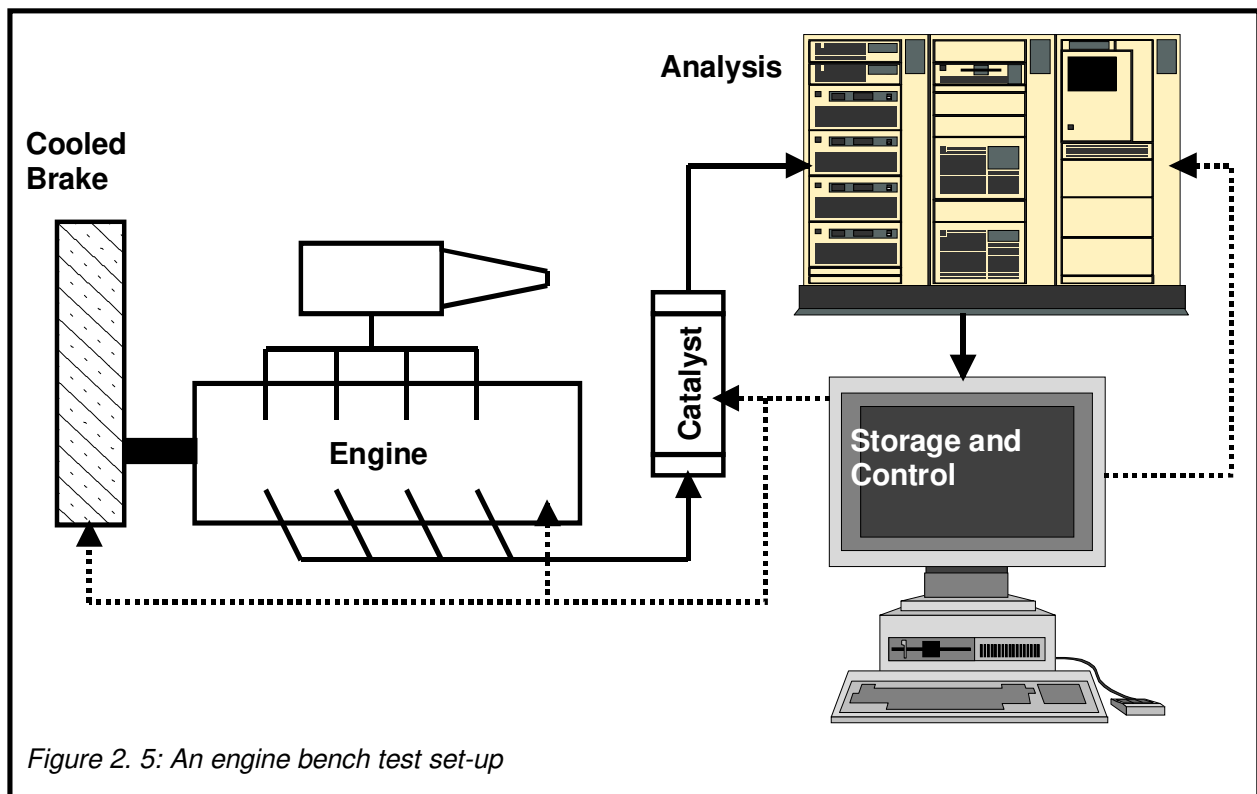 Analysis
Cooled
Brake
Engine
Catalyst
Storage and
Control
Figure 2. 5: An engine bench test set-up